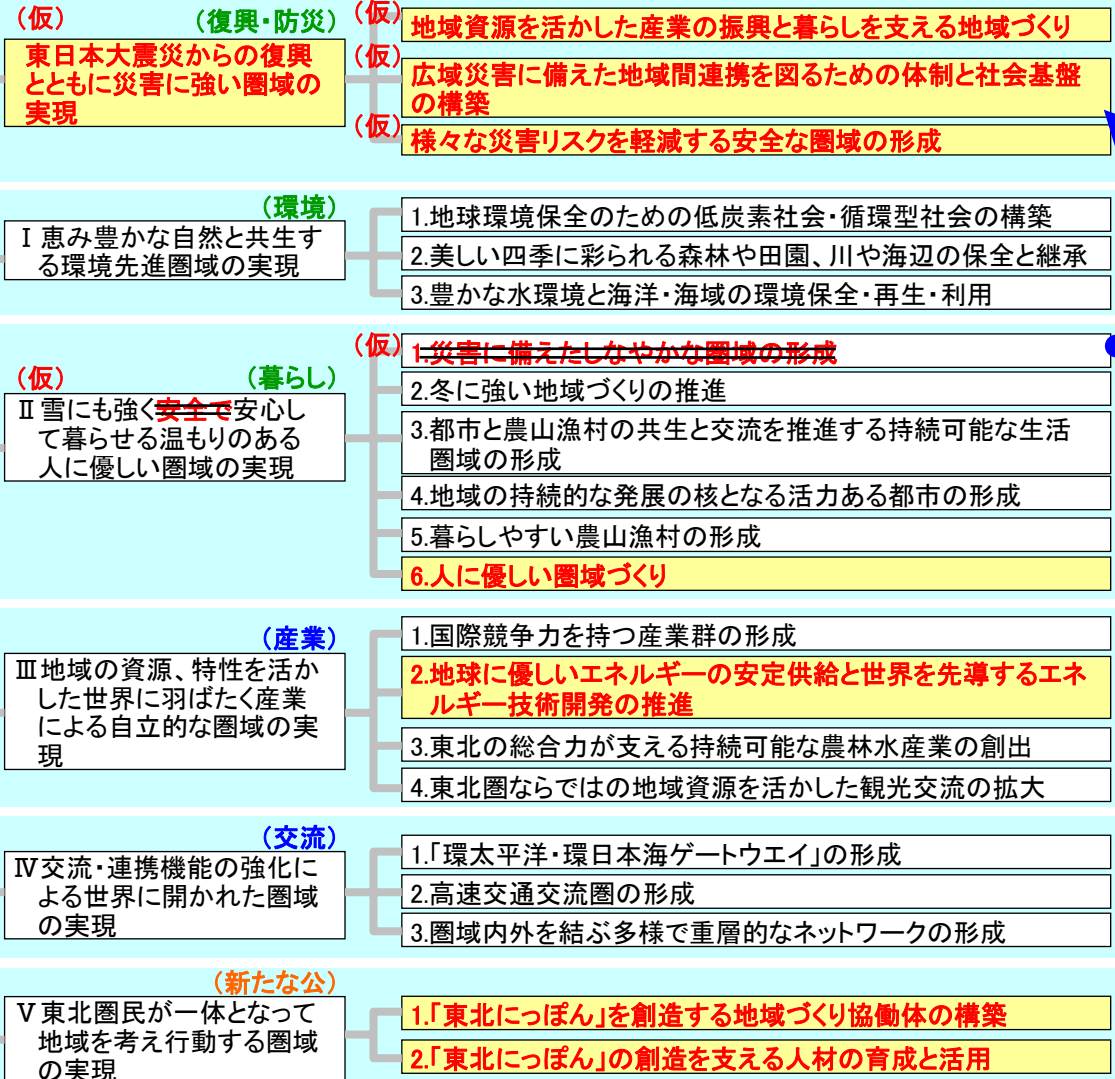 （仮） （復興・防災）
東日本大震災からの復興
とともに災害に強い圏域の
実現
（仮） 地域資源を活かした産業の振興と暮らしを支える地域づくり
（仮） 広域災害に備えた地域間連携を図るための体制と社会基盤
の構築
（仮） 様々な災害リスクを軽減する安全な圏域の形成
（環境）
Ⅰ 恵み豊かな自然と共生す
る環境先進圏域の実現
1.地球環境保全のための低炭素社会・循環型社会の構築
2.美しい四季に彩られる森林や田園、川や海辺の保全と継承
3.豊かな水環境と海洋・海域の環境保全・再生・利用
（仮） （暮らし）
Ⅱ 雪にも強く安全で安心し
て暮らせる温もりのある
人に優しい圏域の実現
（仮） 1.災害に備えたしなやかな圏域の形成
2.冬に強い地域づくりの推進
3.都市と農山漁村の共生と交流を推進する持続可能な生活
圏域の形成
4.地域の持続的な発展の核となる活力ある都市の形成
5.暮らしやすい農山漁村の形成
6.人に優しい圏域づくり
（産業）
Ⅲ地域の資源、特性を活か
した世界に羽ばたく産業
による自立的な圏域の実
現
1.国際競争力を持つ産業群の形成
2.地球に優しいエネルギーの安定供給と世界を先導するエネ
ルギー技術開発の推進
3.東北の総合力が支える持続可能な農林水産業の創出
4.東北圏ならではの地域資源を活かした観光交流の拡大
（交流）
Ⅳ交流・連携機能の強化に
よる世界に開かれた圏域
の実現
1.「環太平洋・環日本海ゲートウエイ」の形成
2.高速交通交流圏の形成
3.圏域内外を結ぶ多様で重層的なネットワークの形成
（新たな公）
Ⅴ 東北圏民が一体となって
地域を考え行動する圏域
の実現
1.「東北にっぽん」を創造する地域づくり協働体の構築
2.「東北にっぽん」の創造を支える人材の育成と活用